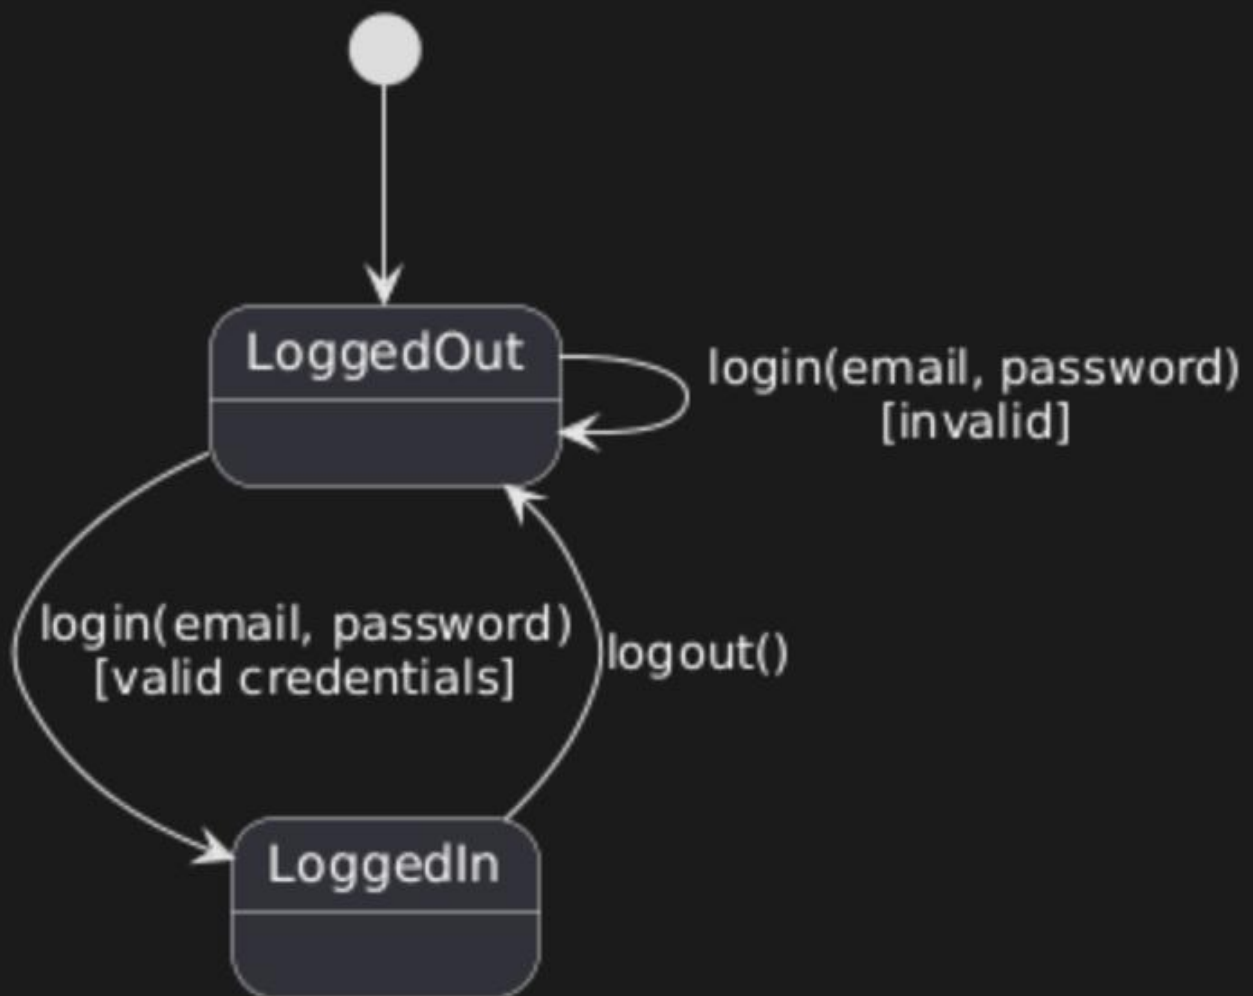 LoggedOut
login(email, password)
[invalid]
login(email, password)
[valid credentials]
logout()
LoggedIn